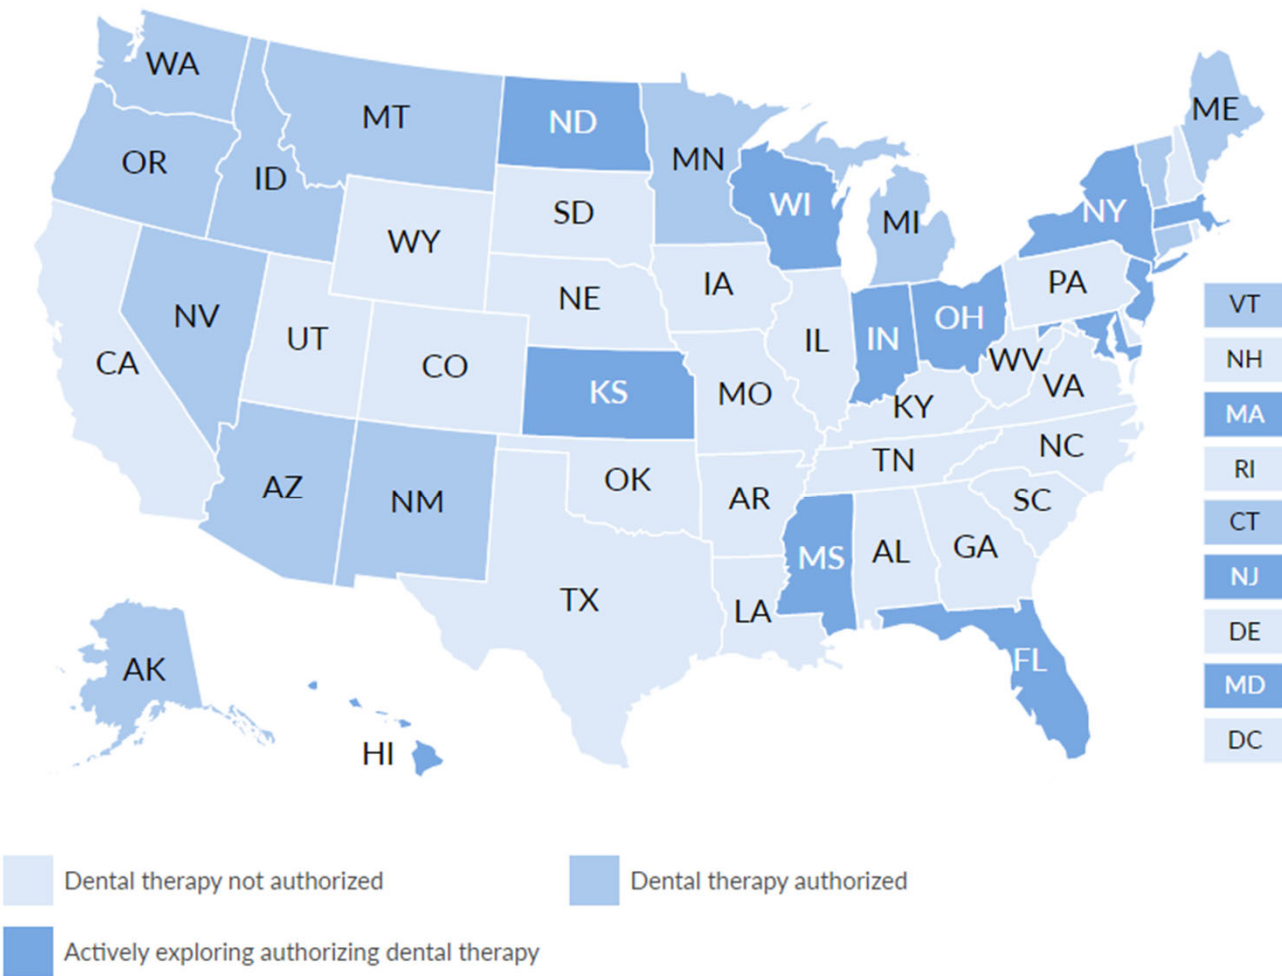 WA
MT
ND
ME
OR
ID
MN
WI
MI
NY
SD
WY
IA
PA
NE
NV
UT
IL
IN
OH
VT
CA
CO
KS
MO
WV
VA
NH
KY
MA
NC
TN
RI
AZ
NM
OK
AR
SC
CT
MS
AL
GA
NJ
TX
LA
DE
AK
FL
MD
HI
DC
Dental therapy not authorized
Dental therapy authorized
Actively exploring authorizing dental therapy